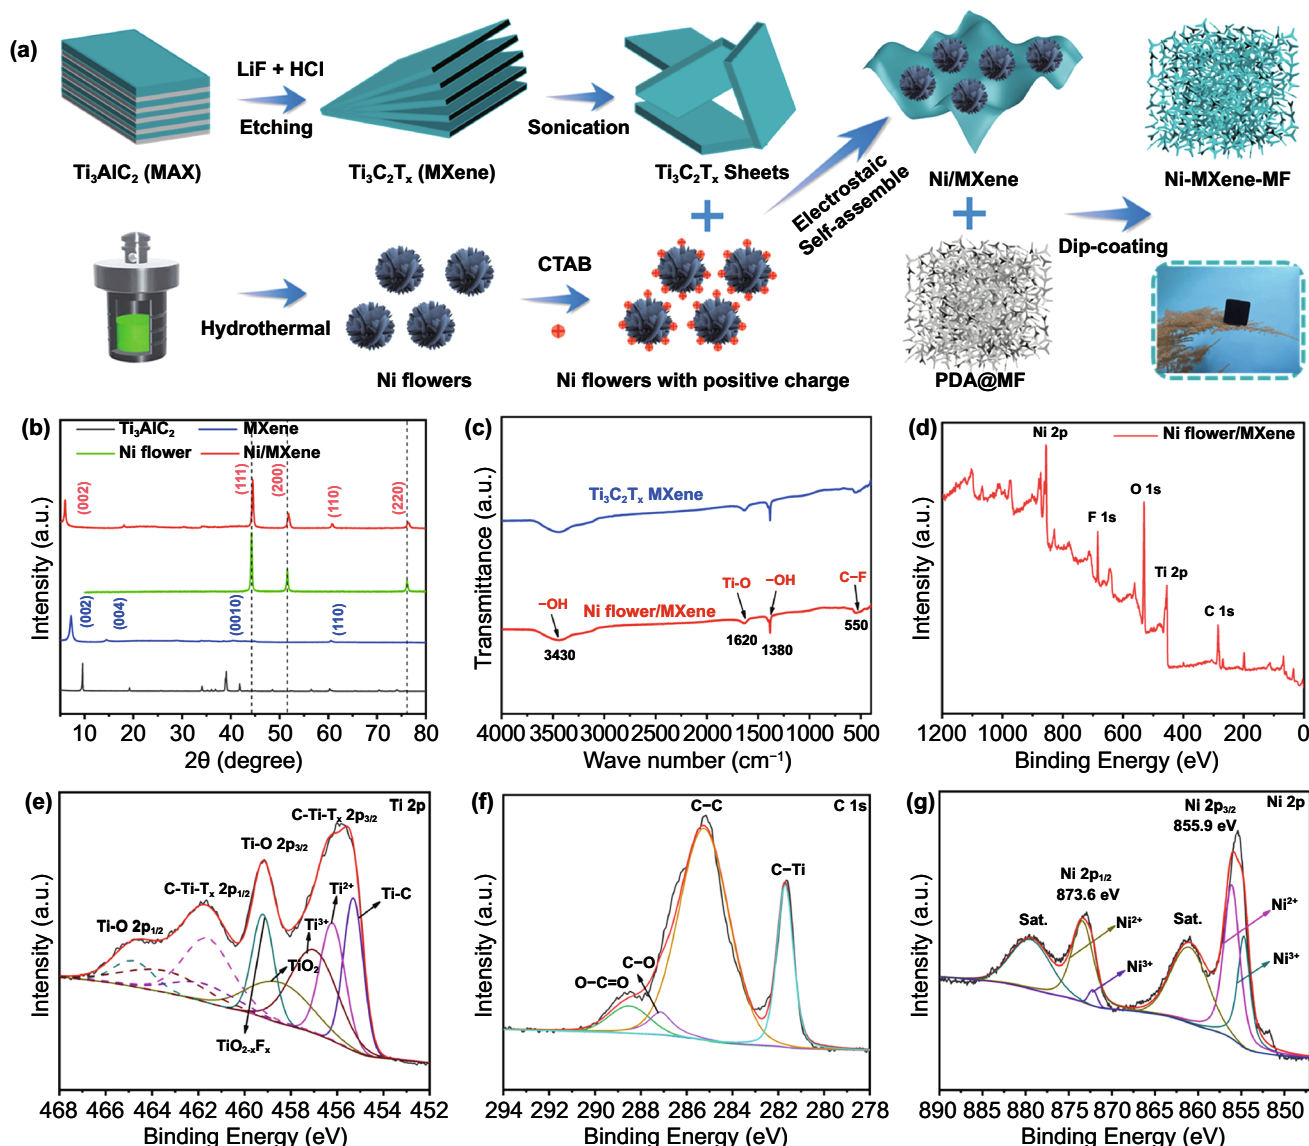 (a)
LiF + HCl
Etching
Sonication
Ti3AlC2 (MAX)
Ti3C2Tx (MXene)
Ti3C2Tx Sheets
Electrostaic
Self-assemble
Ni/MXene
Ni-MXene-MF
Hydrothermal
CTAB
Dip-coating
Ni flowers
Ni flowers with positive charge
PDA@MF
(b)
Ti3AlC2
MXene
Ni flower
Ni/MXene
(002)
(111)
(200)
(110)
(220)
(002)
(004)
(0010)
(110)
Intensity (a.u.)
10 20 30 40 50 60 70 80
2θ (degree)
(c)
Ti3C2Tx MXene
−OH
Ni flower/MXene
Ti-O
−OH
C−F
3430
1620
1380
550
Transmittance (a.u.)
4000 3500 3000 2500 2000 1500 1000 500
Wave number (cm−1)
(d)
Ni 2p
Ni flower/MXene
O 1s
F 1s
Ti 2p
C 1s
Intensity (a.u.)
1200 1000 800 600 400 200 0
Binding Energy (eV)
(e)
Ti 2p
C-Ti-Tx 2p3/2
Ti-O 2p3/2
C-Ti-Tx 2p1/2
Ti-O 2p1/2
Ti2+
Ti-C
Ti3+
TiO2
TiO2-xFx
Intensity (a.u.)
468 466 464 462 460 458 456 454 452
Binding Energy (eV)
(f)
C−C
C 1s
C−Ti
C−O
O−C=O
Intensity (a.u.)
294 292 290 288 286 284 282 280 278
Binding Energy (eV)
(g)
Ni 2p3/2
855.9 eV
Ni 2p
Ni 2p1/2
873.6 eV
Sat.
Ni2+
Sat.
Ni2+
Ni3+
Ni3+
Intensity (a.u.)
890 885 880 875 870 865 860 855 850
Binding Energy (eV)